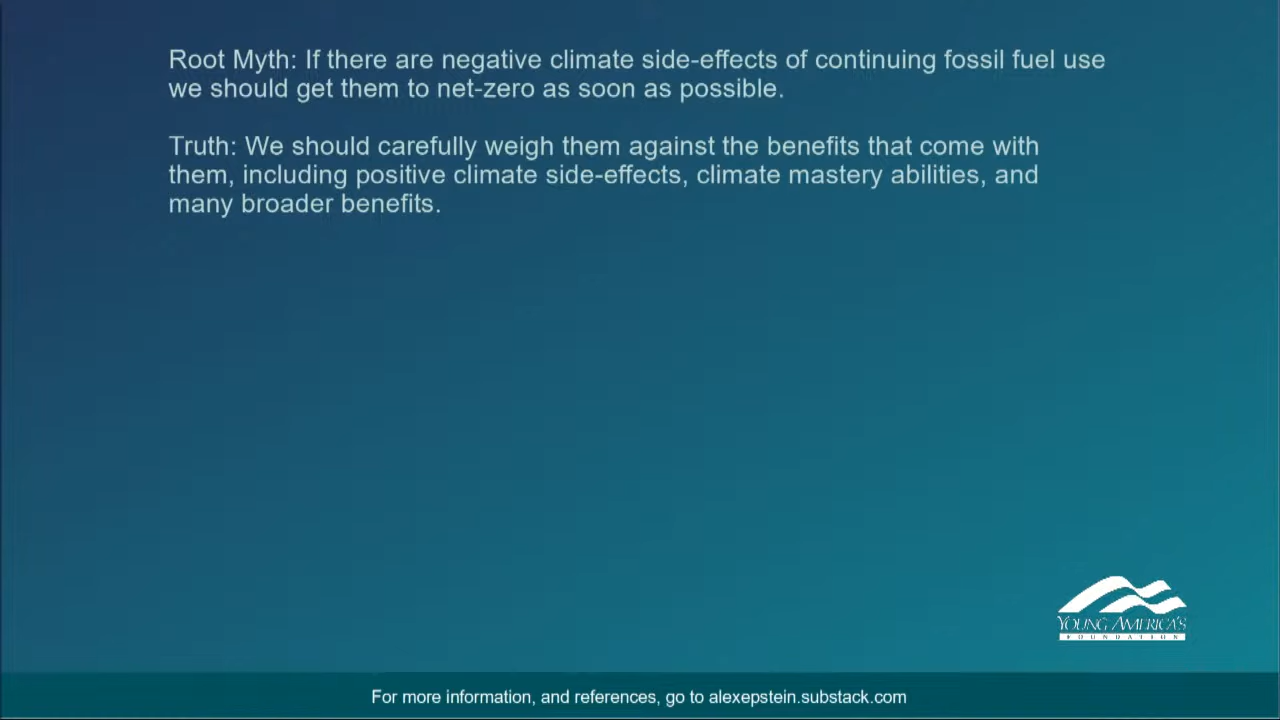 Root Myth: If there are negative climate side-effects of continuing fossil fuel use
we should get them to net-zero as soon as possible.
Truth: We should carefully weigh them against the benefits that come with
them, including positive climate side-effects, climate mastery abilities, and
many broader benefits.
YOUNG AMERICA'S
FOUNDATION
For more information, and references, go to alexepstein.substack.com